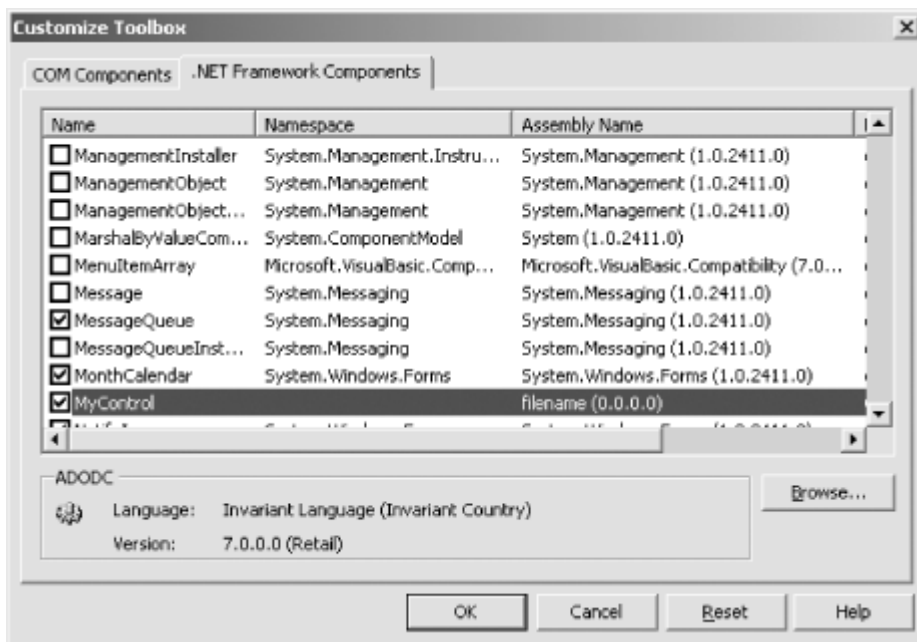 Customize Toolbox
COM Components .NET Framework Components
Name Namespace Assembly Name
ManagementInstaller System.Management.Instru... System.Management (1.0.2411.0)
ManagementObject System.Management System.Management (1.0.2411.0)
ManagementObject... System.Management System.Management (1.0.2411.0)
MarshalByValueCom... System.ComponentModel System (1.0.2411.0)
MenuItemArray Microsoft.VisualBasic.Comp... Microsoft.VisualBasic.Compatibility (7.0...
Message System.Messaging System.Messaging (1.0.2411.0)
MessageQueue System.Messaging System.Messaging (1.0.2411.0)
MessageQueueInst... System.Messaging System.Messaging (1.0.2411.0)
MonthCalendar System.Windows.Forms System.Windows.Forms (1.0.2411.0)
MyControl filename (0.0.0.0)
ADODC
Browse...
Language: Invariant Language (Invariant Country)
Version: 7.0.0.0 (Retail)
OK Cancel Reset Help